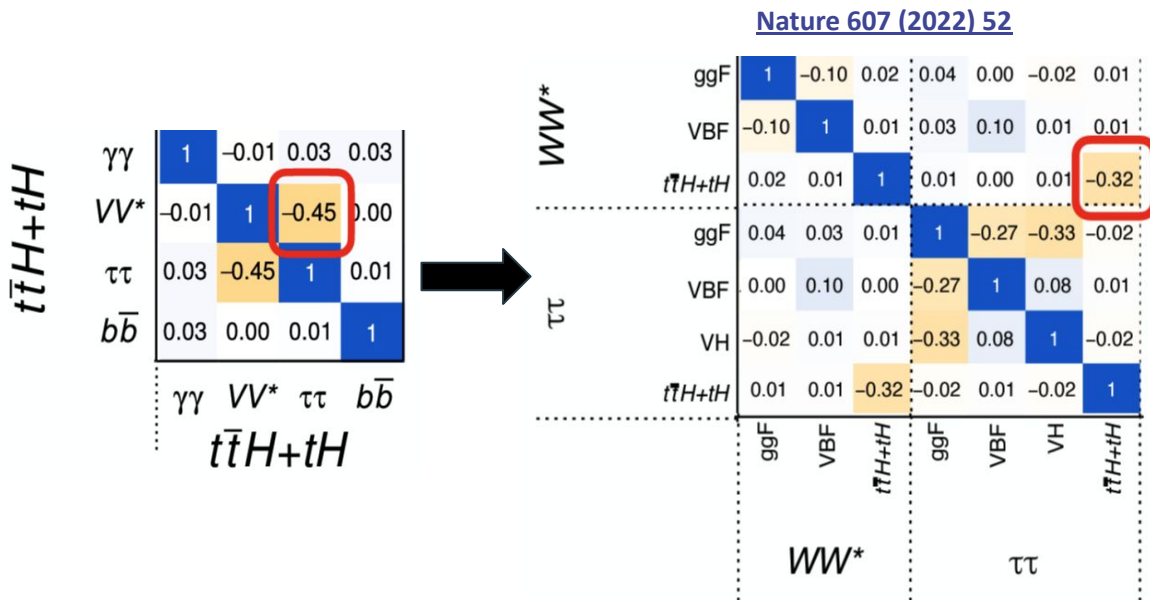 Nature 607 (2022) 52
tt̄H+tH
γγ 1 −0.01 0.03 0.03
VV* −0.01 1 −0.45 0.00
ττ 0.03 −0.45 1 0.01
bb̄ 0.03 0.00 0.01 1
γγ VV* ττ bb̄
tt̄H+tH
WW*
ggF 1 −0.10 0.02 0.04 0.00 −0.02 0.01
VBF −0.10 1 0.01 0.03 0.10 0.01 0.01
tt̄H+tH 0.02 0.01 1 0.01 0.00 0.01 −0.32
ττ
ggF 0.04 0.03 0.01 1 −0.27 −0.33 −0.02
VBF 0.00 0.10 0.00 −0.27 1 0.08 0.01
VH −0.02 0.01 0.01 −0.33 0.08 1 −0.02
tt̄H+tH 0.01 0.01 −0.32 −0.02 0.01 −0.02 1
ggF VBF tt̄H+tH ggF VBF VH tt̄H+tH
WW* ττ